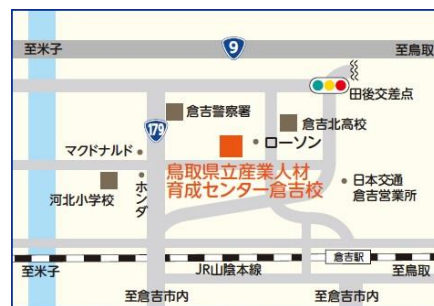 9
至米子
至鳥取
田後交差点
倉吉警察署
倉吉北高校
179
ローソン
マクドナルド
鳥取県立産業人材
育成センター倉吉校
河北小学校
ホンダ
日本交通
倉吉営業所
倉吉駅
至米子
JR山陰本線
至鳥取
至倉吉市内
至倉吉市内